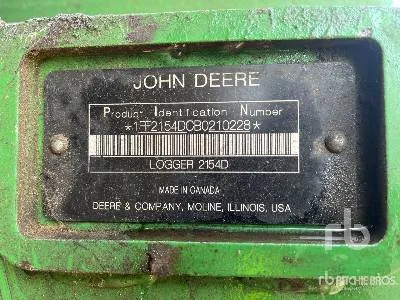 JOHN DEERE
Product Identification Number
*1FF2154DCB0210228*
LOGGER 2154D
MADE IN CANADA
DEERE & COMPANY, MOLINE, ILLINOIS, USA
rb
rb RITCHIE BROS.